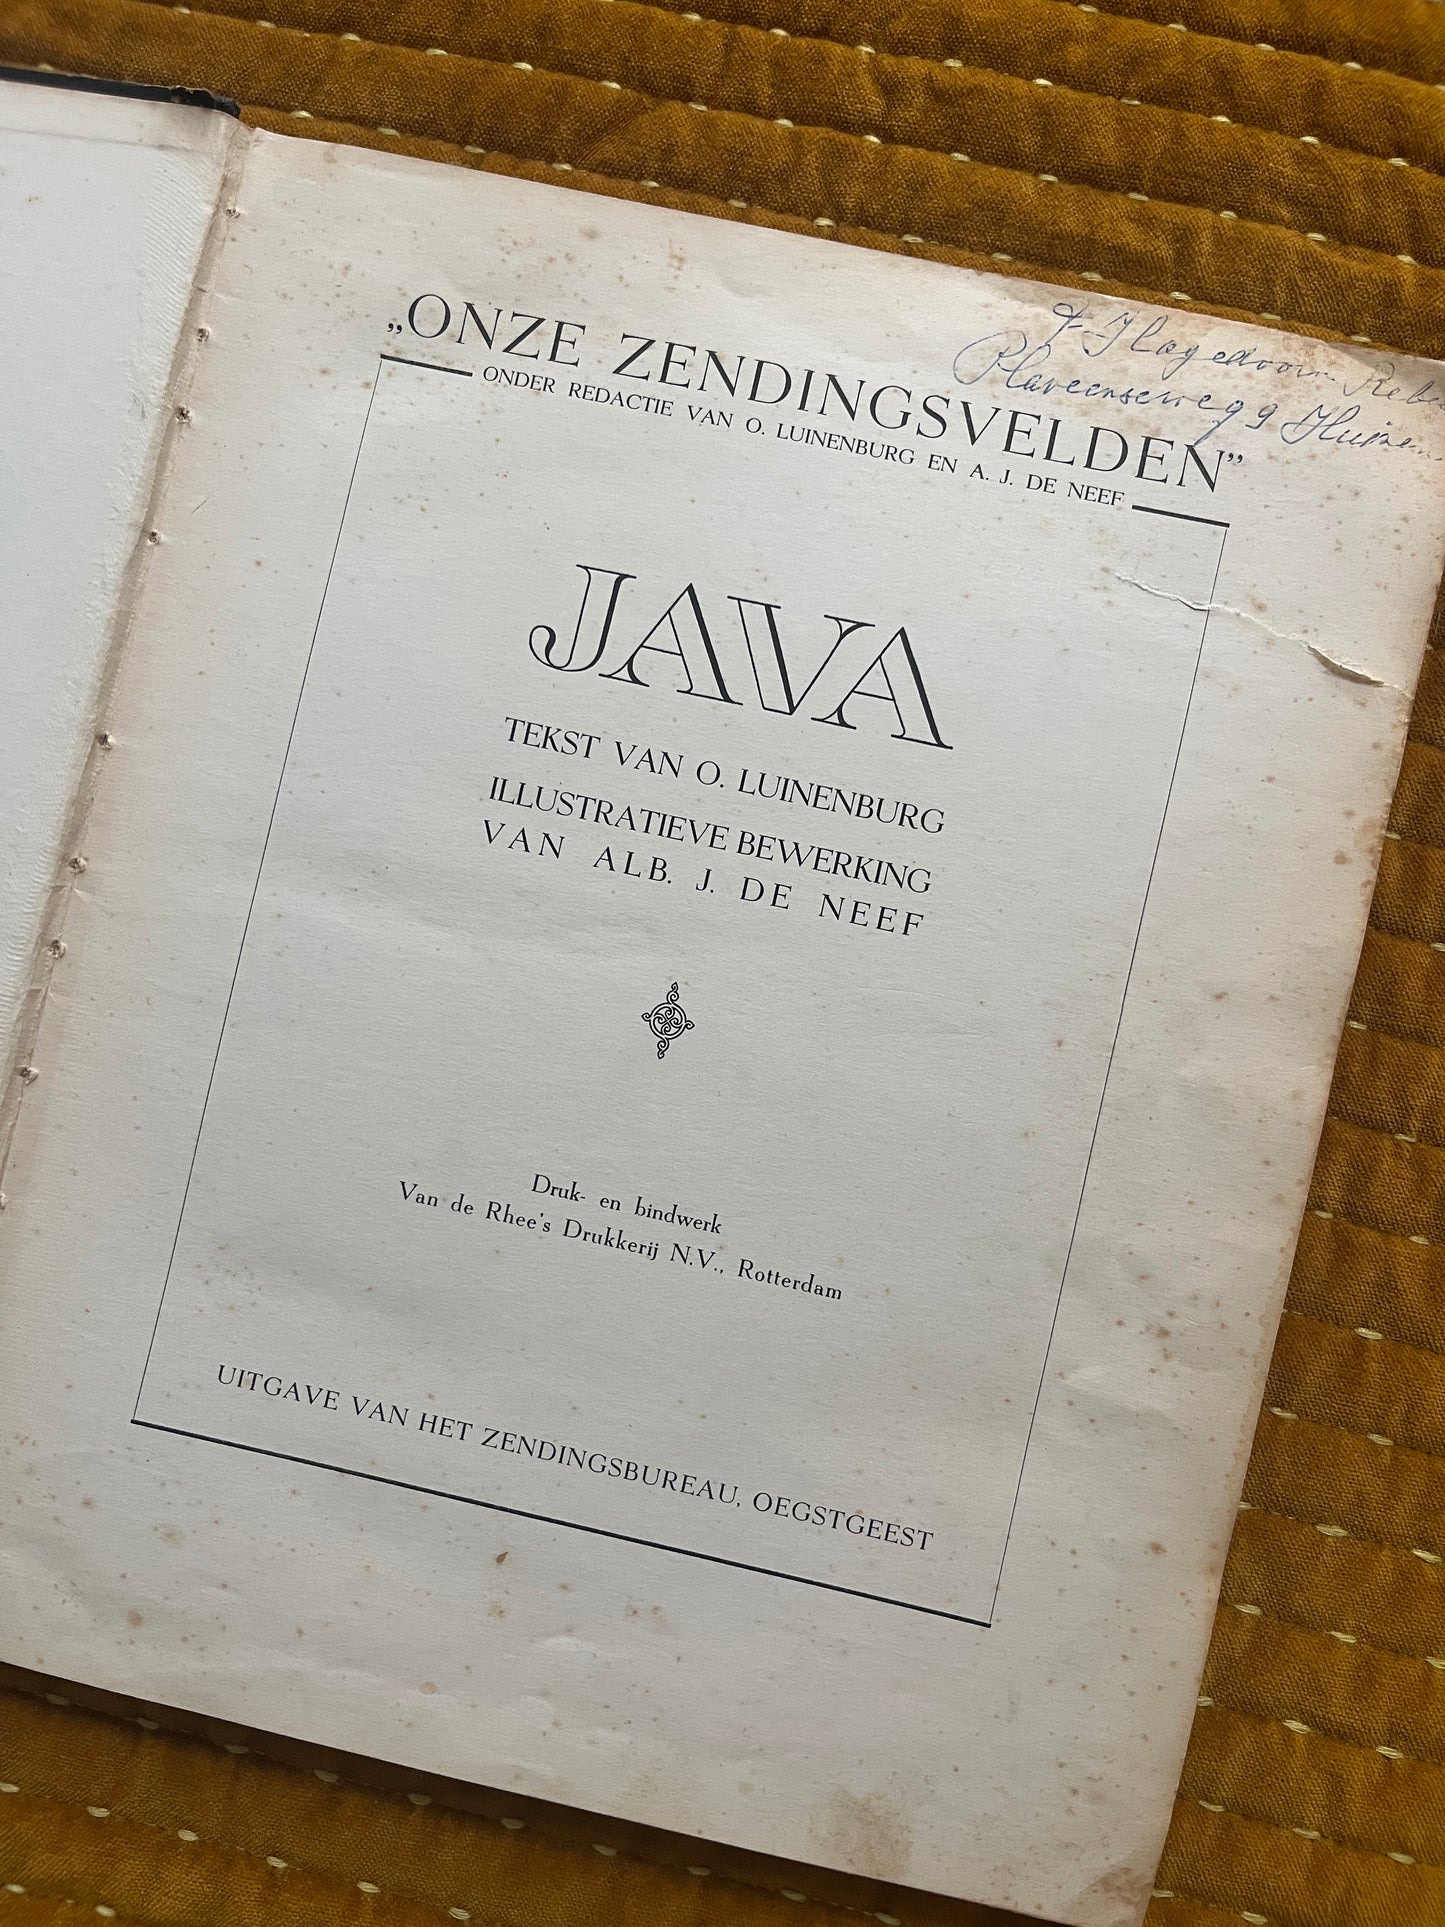 „ONZE ZENDINGSVELDEN”
ONDER REDACTIE VAN O. LUINENBURG EN A. J. DE NEEF
JAVA
TEKST VAN O. LUINENBURG
ILLUSTRATIEVE BEWERKING
VAN ALB. J. DE NEEF
Druk- en bindwerk
Van de Rhee's Drukkerij N.V., Rotterdam
UITGAVE VAN HET ZENDINGSBUREAU, OEGSTGEEST